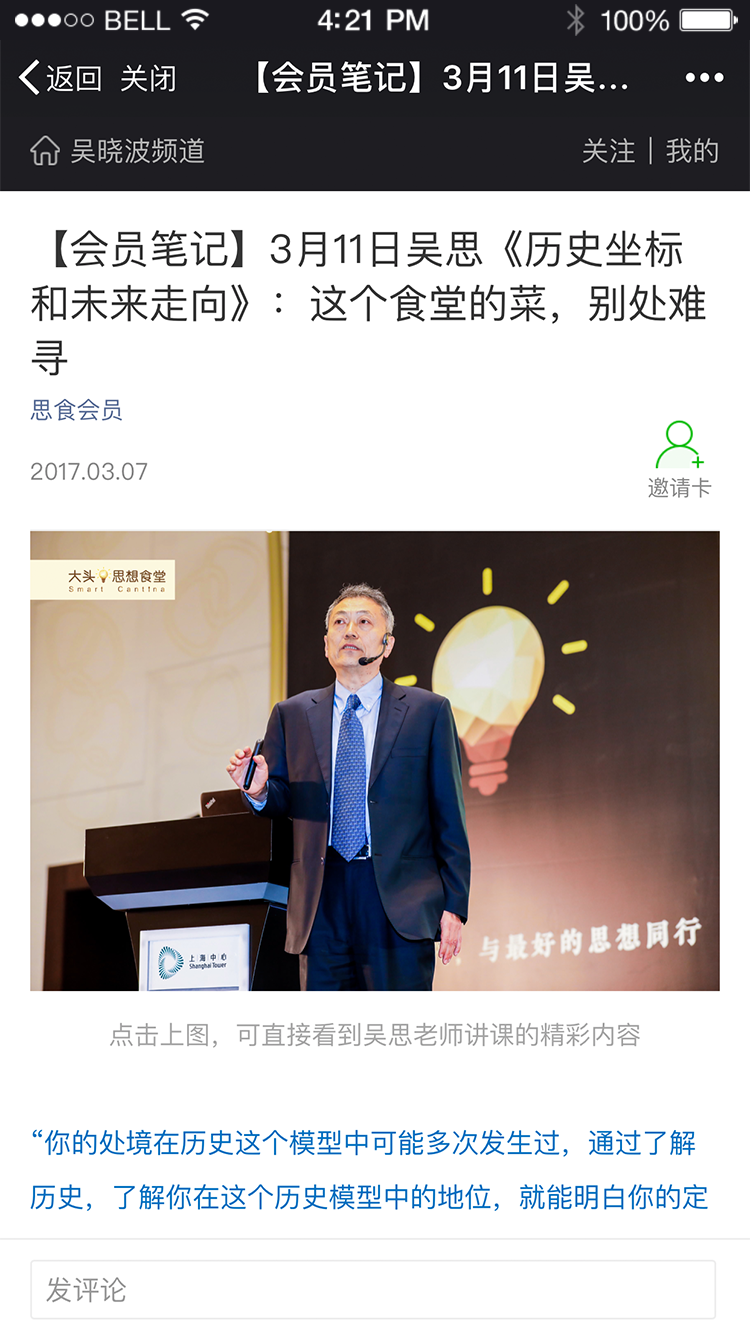 BELL 4:21 PM 100%
返回 关闭 【会员笔记】3月11日吴... •••
吴晓波频道 关注 | 我的
【会员笔记】3月11日吴思《历史坐标
和未来走向》：这个食堂的菜，别处难
寻
思食会员
2017.03.07
邀请卡
大头 思想食堂
Smart Cantina
上海中心
Shanghai Tower
，与最好的思想同行
点击上图，可直接看到吴思老师讲课的精彩内容
“你的处境在历史这个模型中可能多次发生过，通过了解
历史，了解你在这个历史模型中的地位，就能明白你的定
发评论